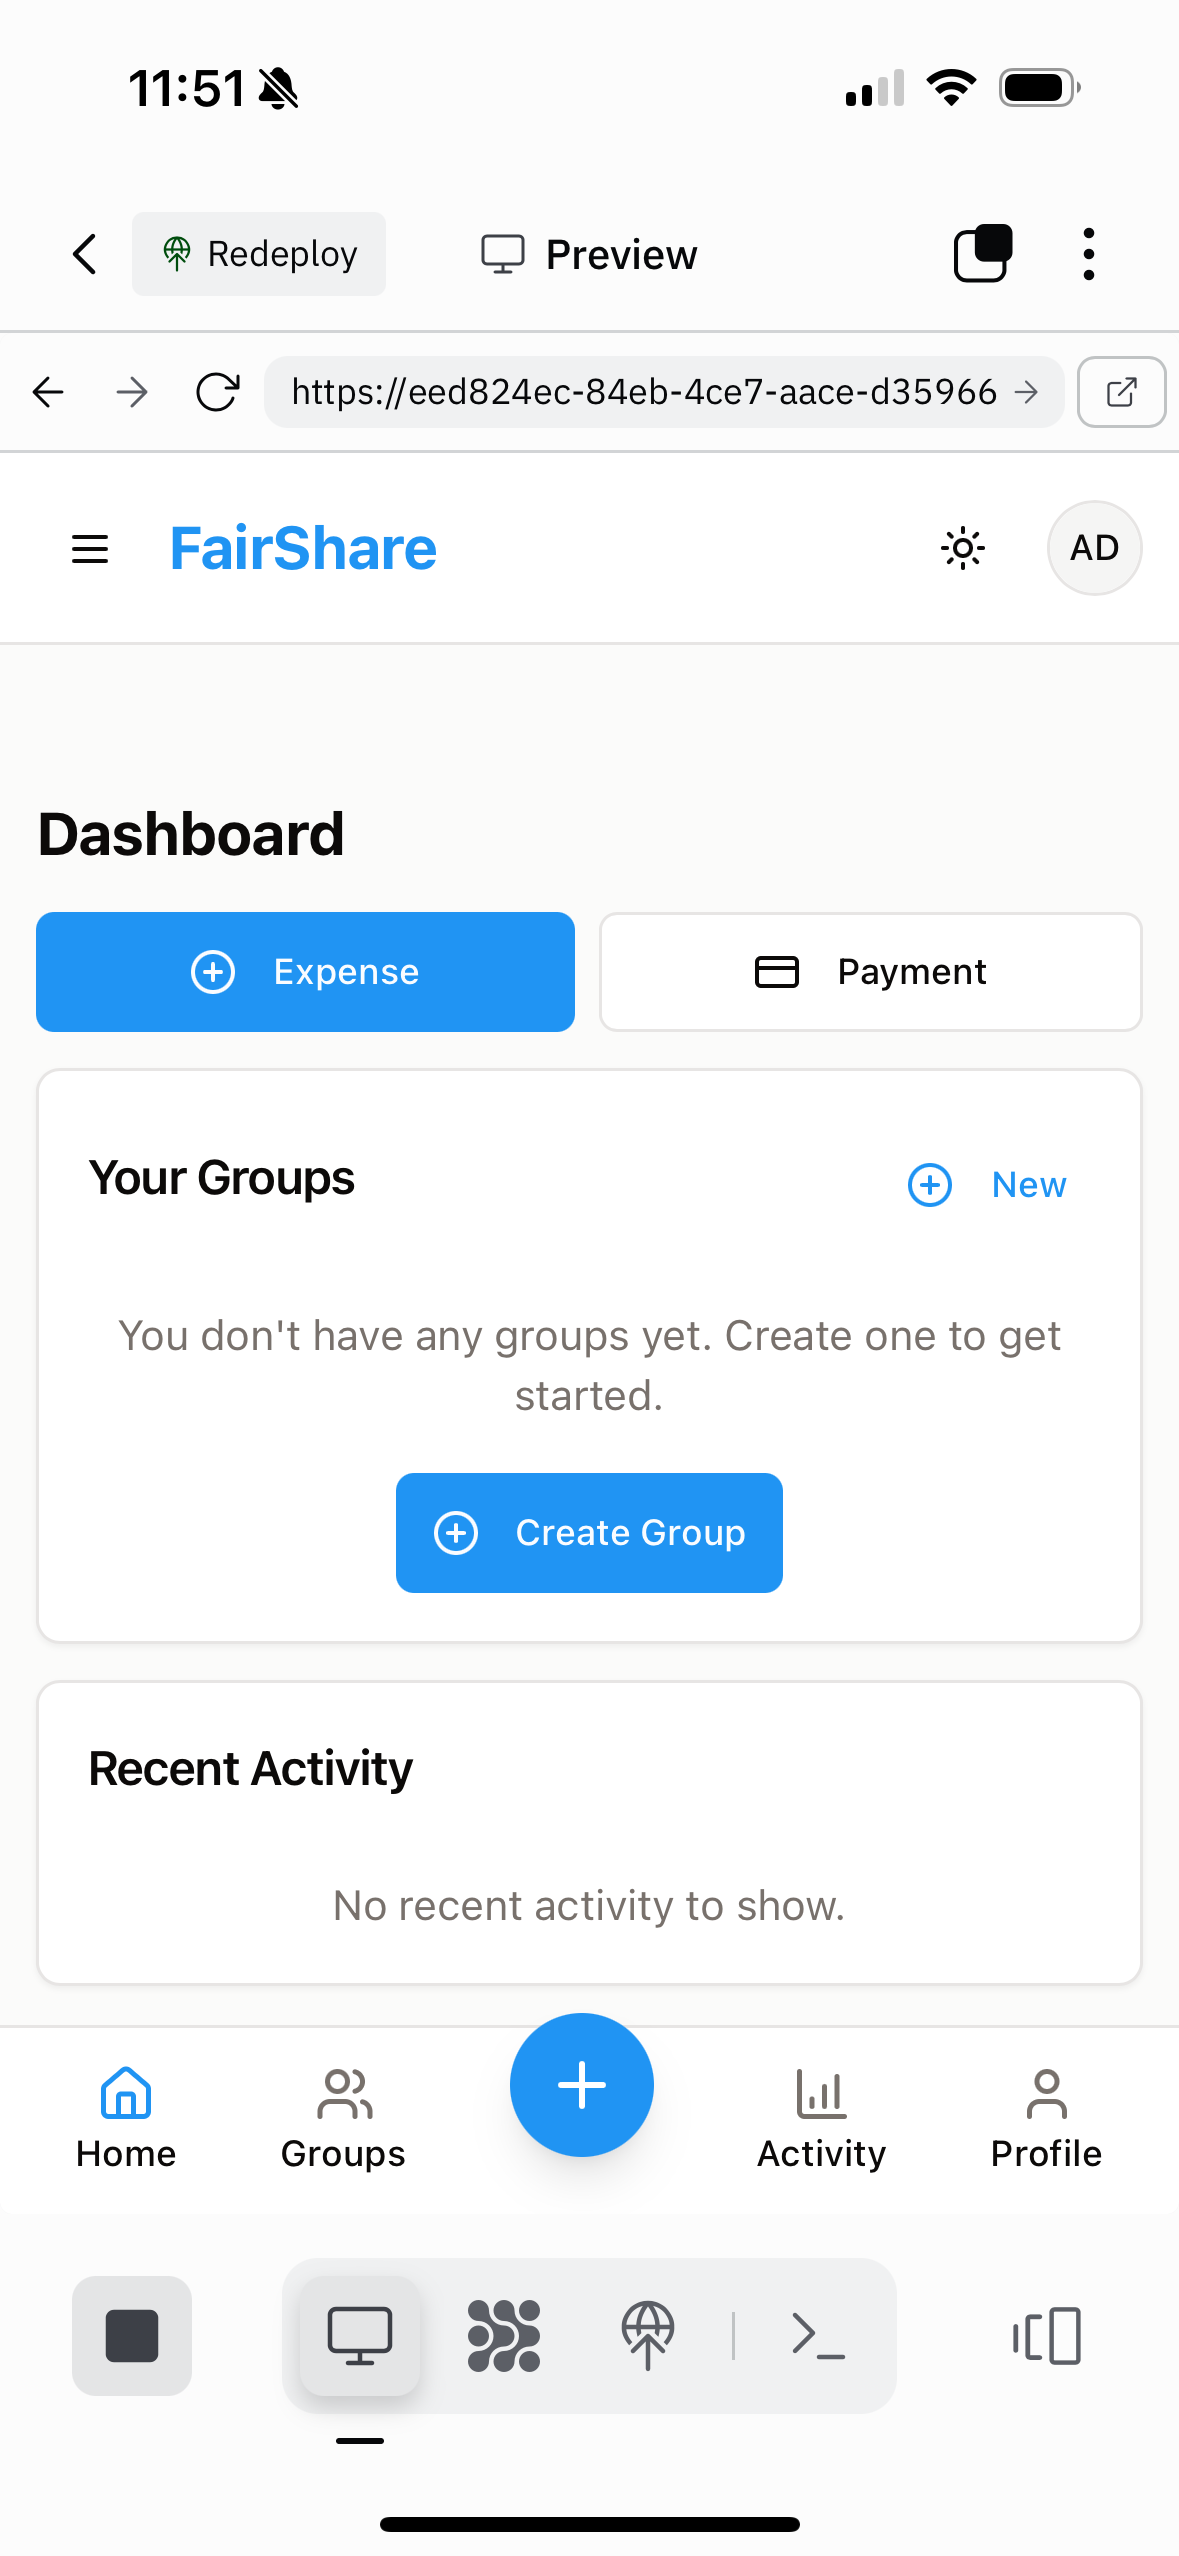 11:51
Redeploy
Preview
https://eed824ec-84eb-4ce7-aace-d35966
FairShare
AD
Dashboard
Expense
Payment
Your Groups
New
You don't have any groups yet. Create one to get
started.
Create Group
Recent Activity
No recent activity to show.
Home
Groups
Activity
Profile